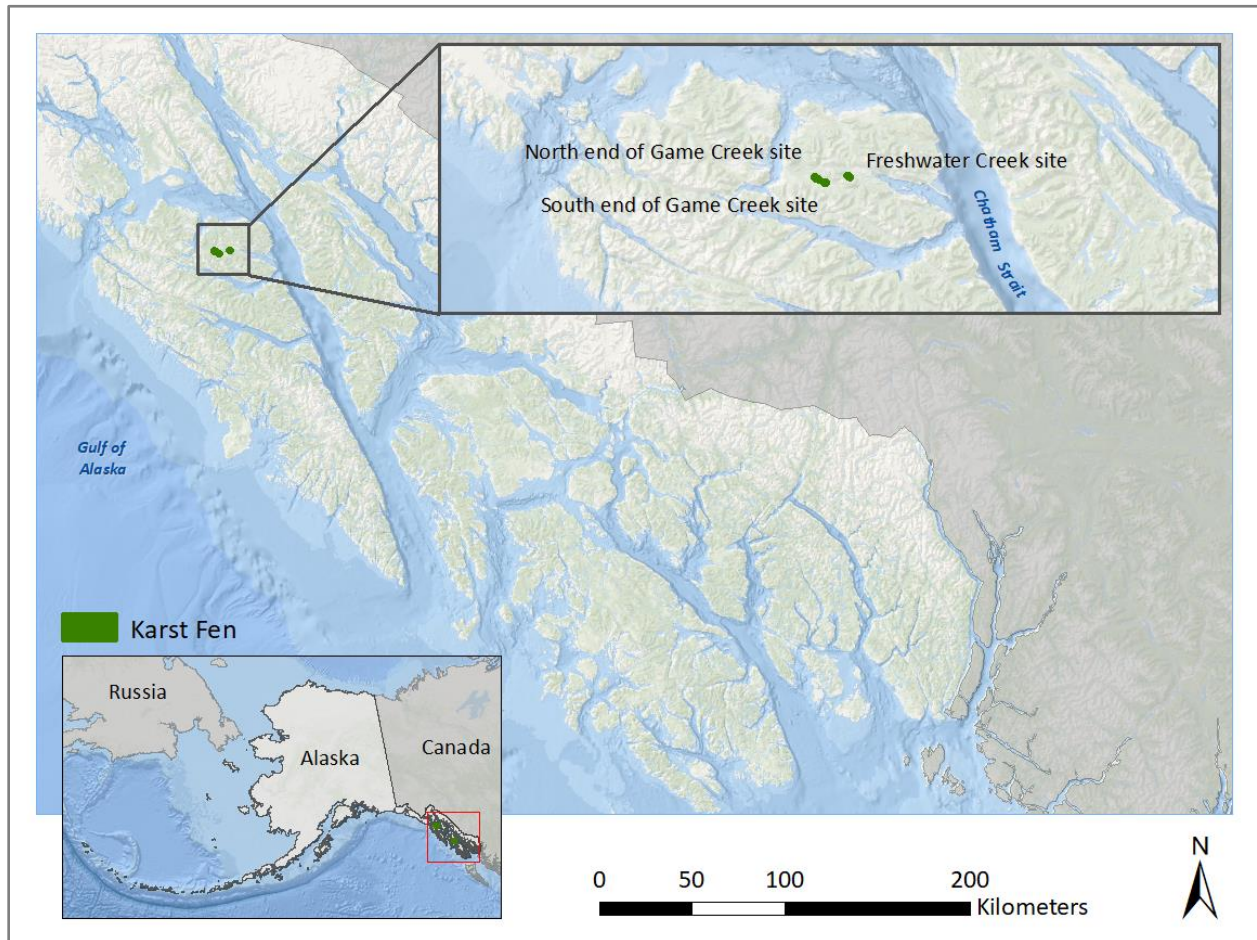 North end of Game Creek site
Freshwater Creek site
South end of Game Creek site
Chatham Strait
Gulf of
Alaska
Karst Fen
Russia
Alaska
Canada
N
0 50 100 200
Kilometers